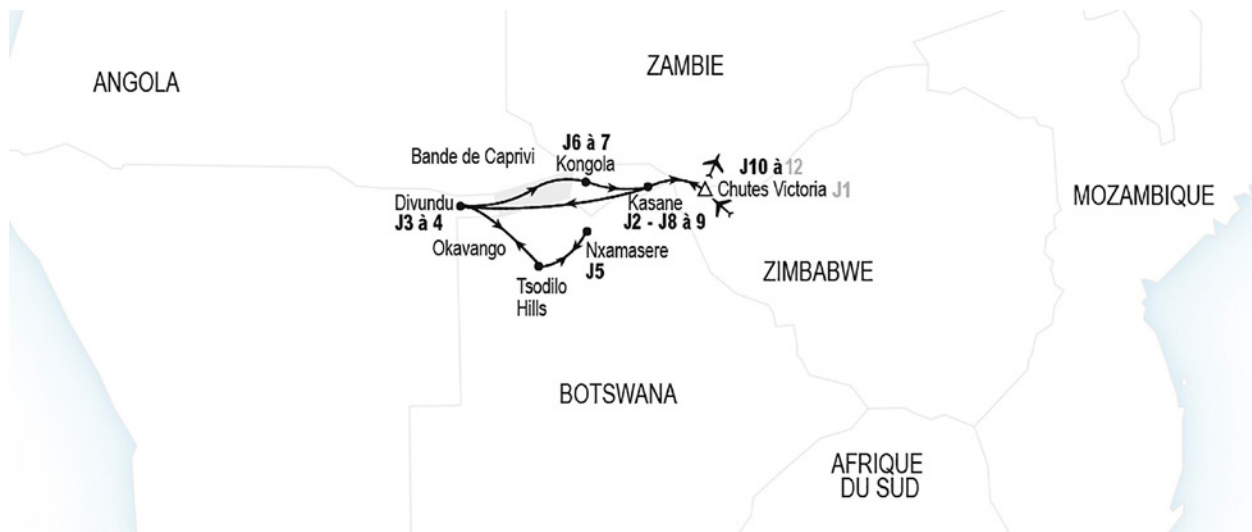 ANGOLA
ZAMBIE
J6 à 7
Kongola
Bande de Caprivi
J10 à 12
Chutes Victoria J1
MOZAMBIQUE
Divundu
J3 à 4
Kasane
J2 - J8 à 9
Okavango
Nxamasere
J5
Tsodilo
Hills
ZIMBABWE
BOTSWANA
AFRIQUE
DU SUD